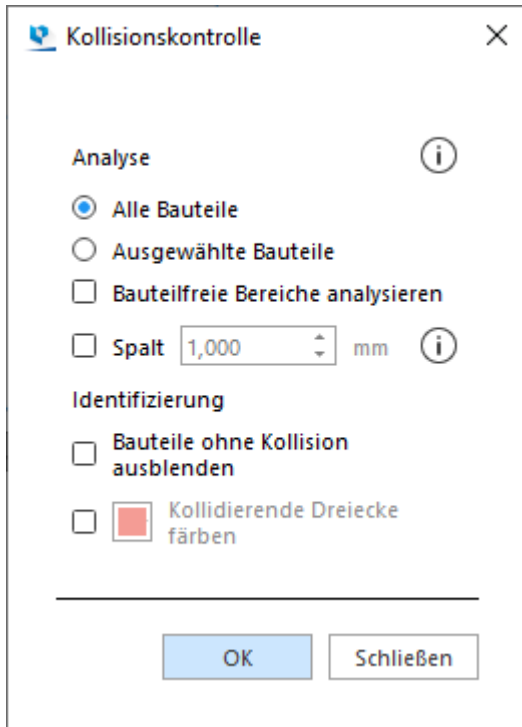 Kollisionskontrolle
Analyse
Alle Bauteile
Ausgewählte Bauteile
Bauteilfreie Bereiche analysieren
Spalt 1,000 mm
Identifizierung
Bauteile ohne Kollision
ausblenden
Kollidierende Dreiecke
färben
OK Schließen